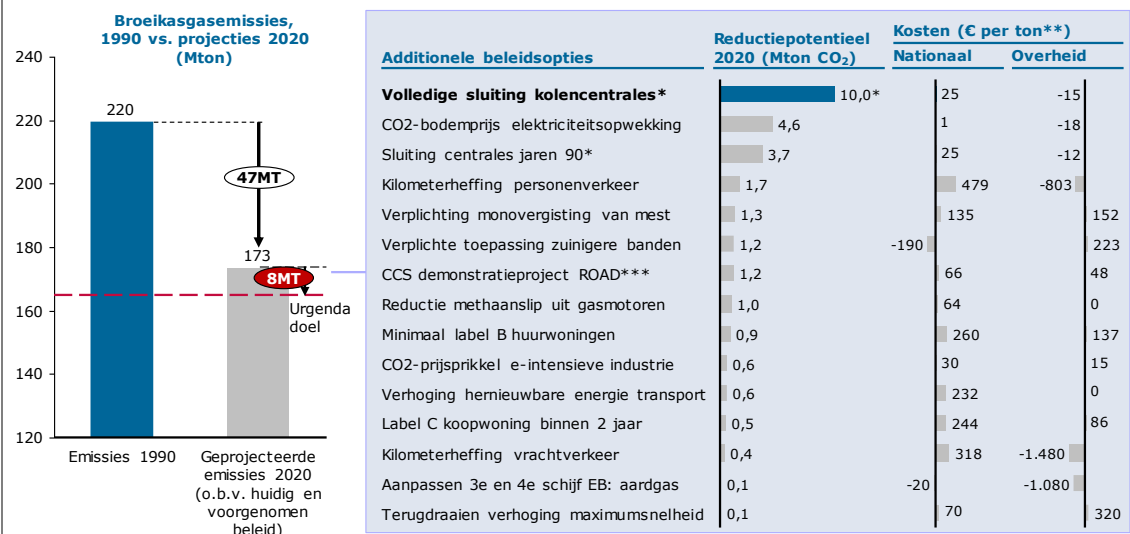 Broeikasgasemissies,
1990 vs. projecties 2020
(Mton)
240
220
200
180
160
140
120
220
47MT
173
8MT
Urgenda
doel
Emissies 1990
Geprojecteerde
emissies 2020
(o.b.v. huidig en
voorgenomen
beleid)
Additionele beleidsopties
Reductiepotentieel
2020 (Mton CO₂)
Kosten (€ per ton**)
Nationaal Overheid
Volledige sluiting kolencentrales* 10,0* 25 -15
CO2-bodemprijs elektriciteitsopwekking 4,6 1 -18
Sluiting centrales jaren 90* 3,7 25 -12
Kilometerheffing personenverkeer 1,7 479 -803
Verplichting monovergisting van mest 1,3 135 152
Verplichte toepassing zuinigere banden 1,2 -190 223
CCS demonstratieproject ROAD*** 1,2 66 48
Reductie methaanslip uit gasmotoren 1,0 64 0
Minimaal label B huurwoningen 0,9 260 137
CO2-prijsprikkel e-intensieve industrie 0,6 30 15
Verhoging hernieuwbare energie transport 0,6 232 0
Label C koopwoning binnen 2 jaar 0,5 244 86
Kilometerheffing vrachtverkeer 0,4 318 -1.480
Aanpassen 3e en 4e schijf EB: aardgas 0,1 -20 -1.080
Terugdraaien verhoging maximumsnelheid 0,1 70 320